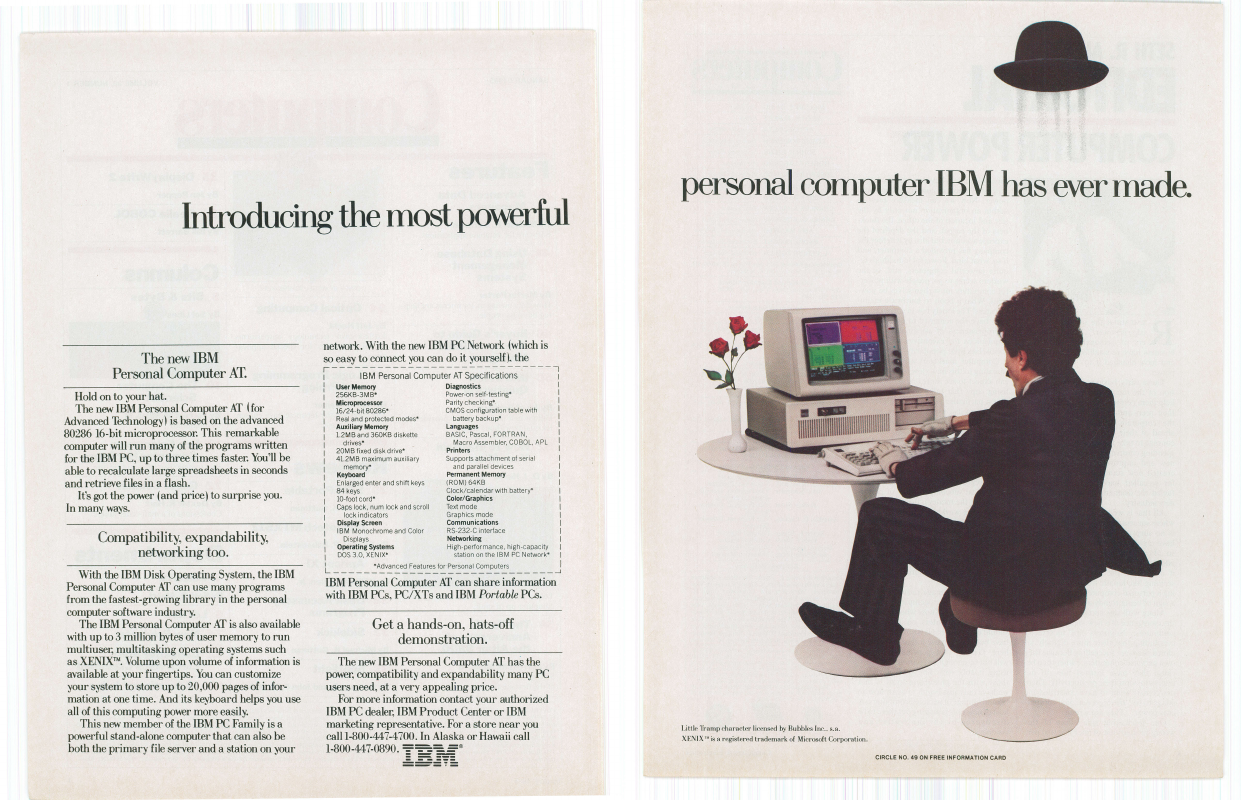 Introducing the most powerful
The new IBM
Personal Computer AT.
Hold on to your hat.
The new IBM Personal Computer AT (for
Advanced Technology) is based on the advanced
80286 16-bit microprocessor. This remarkable
computer will run many of the programs written
for the IBM PC, up to three times faster. You'll be
able to recalculate large spreadsheets in seconds
and retrieve files in a flash.
It's got the power (and price) to surprise you.
In many ways.
Compatibility, expandability,
networking too.
With the IBM Disk Operating System, the IBM
Personal Computer AT can use many programs
from the fastest-growing library in the personal
computer software industry.
The IBM Personal Computer AT is also available
with up to 3 million bytes of user memory to run
multiuser, multitasking operating systems such
as XENIX™. Volume upon volume of information is
available at your fingertips. You can customize
your system to store up to 20,000 pages of infor-
mation at one time. And its keyboard helps you use
all of this computing power more easily.
This new member of the IBM PC Family is a
powerful stand-alone computer that can also be
both the primary file server and a station on your
network. With the new IBM PC Network (which is
so easy to connect you can do it yourself), the
IBM Personal Computer AT Specifications
User Memory
256KB-3MB*
Microprocessor
16/24-bit 80286*
Real and protected modes*
Auxiliary Memory
1.2MB and 360KB diskette
drives*
20MB fixed disk drive*
41.2MB maximum auxiliary
memory*
Keyboard
Enlarged enter and shift keys
84 keys
10-foot cord*
Caps lock, num lock and scroll
lock indicators
Display Screen
IBM Monochrome and Color
Displays
Operating Systems
DOS 3.0, XENIX*
Diagnostics
Power-on self-testing*
Parity checking*
CMOS configuration table with
battery backup*
Languages
BASIC, Pascal, FORTRAN,
Macro Assembler, COBOL, APL
Printers
Supports attachment of serial
and parallel devices
Permanent Memory
(ROM) 64KB
Clock/calendar with battery*
Color/Graphics
Text mode
Graphics mode
Communications
RS-232-C interface
Networking
High-performance, high-capacity
station on the IBM PC Network*
*Advanced Features for Personal Computers
IBM Personal Computer AT can share information
with IBM PCs, PC/XTs and IBM Portable PCs.
Get a hands-on, hats-off
demonstration.
The new IBM Personal Computer AT has the
power, compatibility and expandability many PC
users need, at a very appealing price.
For more information contact your authorized
IBM PC dealer, IBM Product Center or IBM
marketing representative. For a store near you
call 1-800-447-4700. In Alaska or Hawaii call
1-800-447-0890.
IBM®
personal computer IBM has ever made.
Little Tramp character licensed by Bubbles Inc., s.a.
XENIX™ is a registered trademark of Microsoft Corporation.
CIRCLE NO. 49 ON FREE INFORMATION CARD